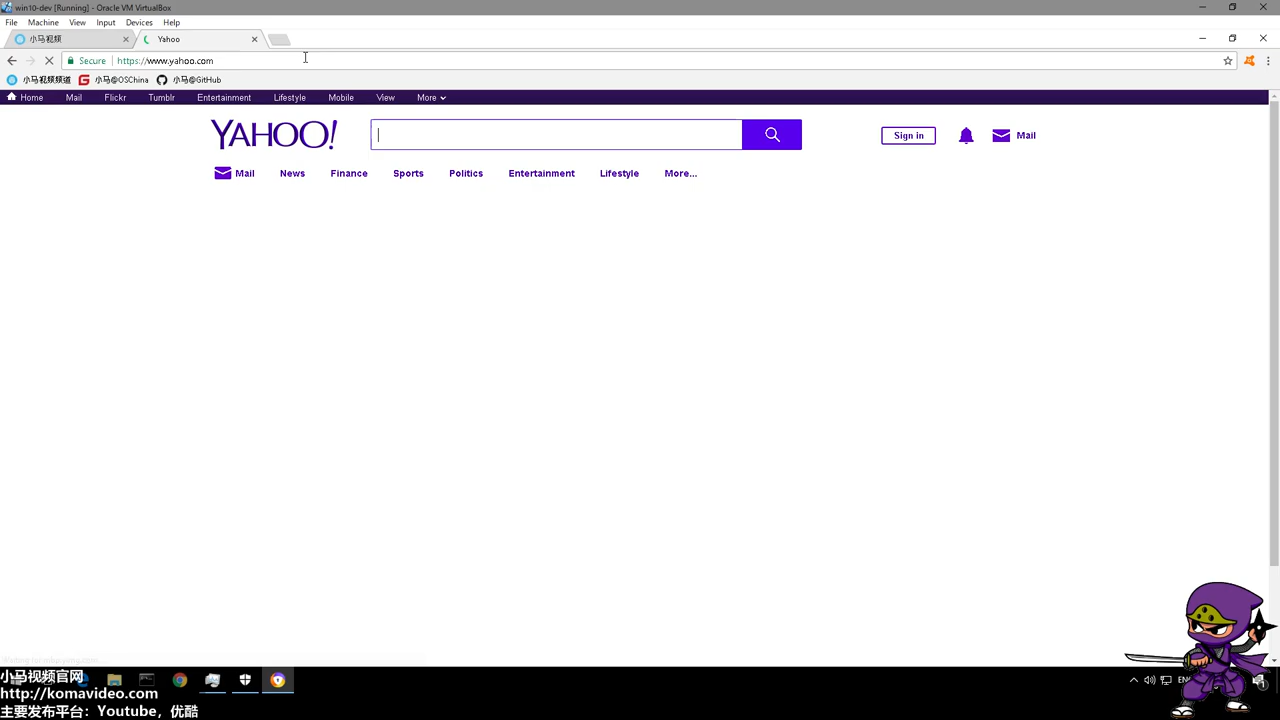 win10-dev [Running] - Oracle VM VirtualBox
File Machine View Input Devices Help
小马视频 Yahoo
Secure https://www.yahoo.com
小马视频频道 小马@OSChina 小马@GitHub
Home Mail Flickr Tumblr Entertainment Lifestyle Mobile View More
YAHOO! Sign in Mail
Mail News Finance Sports Politics Entertainment Lifestyle More...
小马视频官网
http://komavideo.com
主要发布平台：Youtube，优酷